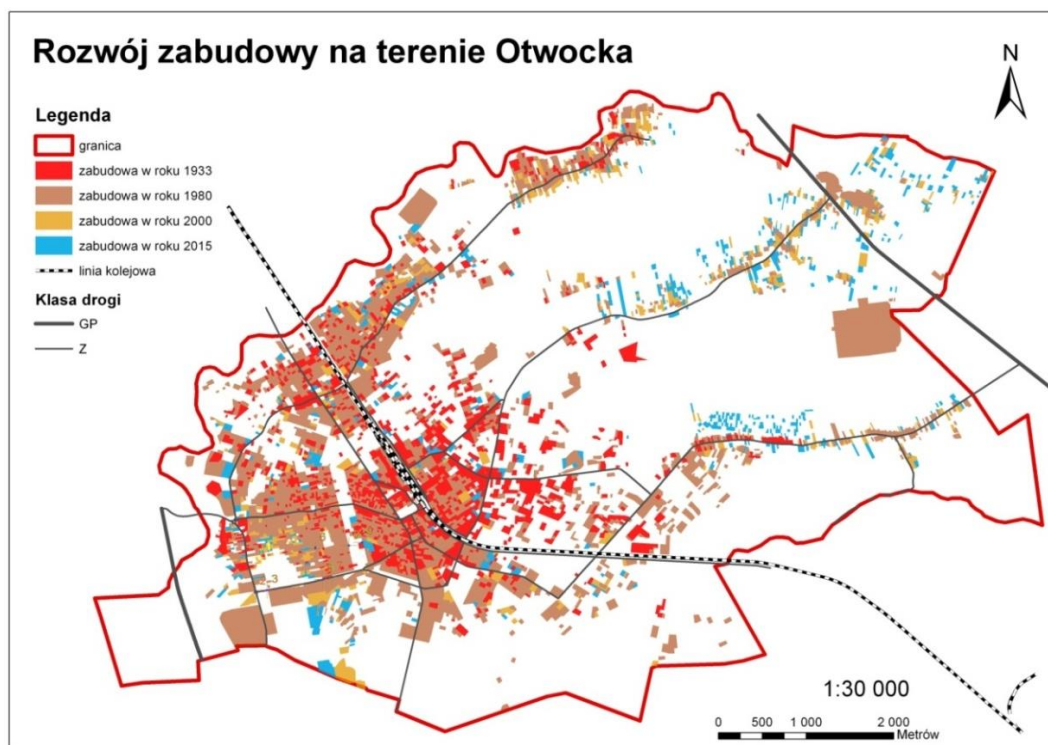 Rozwój zabudowy na terenie Otwocka
N
Legenda
granica
zabudowa w roku 1933
zabudowa w roku 1980
zabudowa w roku 2000
zabudowa w roku 2015
linia kolejowa
Klasa drogi
GP
Z
1:30 000
0 500 1 000 2 000
Metrów